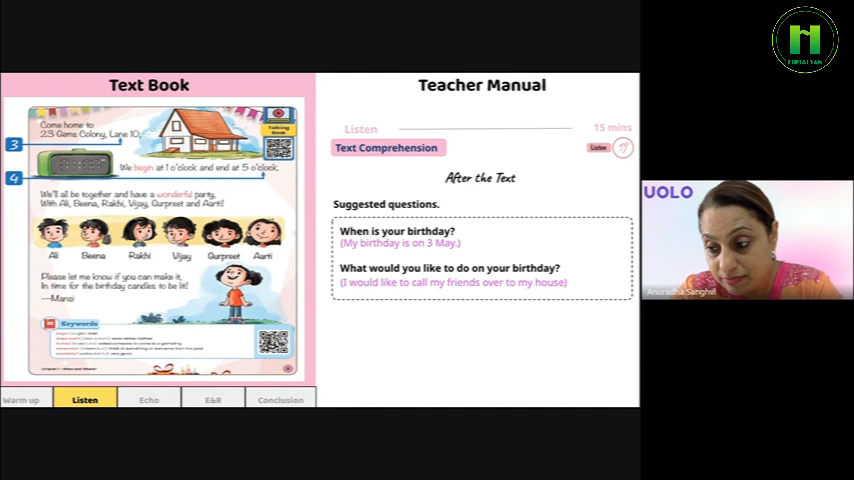 Text Book
Teacher Manual
Come home to
23 Gems Colony, Lane 10,
Talking
Book
3
We begin at 1 o'clock and end at 5 o'clock.
4
We'll all be together and have a wonderful party,
With Ali, Beena, Rakhi, Vijay, Gurpreet and Aarti!
Ali Beena Rakhi Vijay Gurpreet Aarti
Please let me know if you can make it,
In time for the birthday candles to be lit!
—Mansi
Keywords
Listen
15 mins
Text Comprehension
Listen
After the Text
Suggested questions.
When is your birthday?
(My birthday is on 3 May.)
What would you like to do on your birthday?
(I would like to call my friends over to my house)
Warm up
Listen
Echo
E&R
Conclusion
UOLO
Anuradha Sanghvi